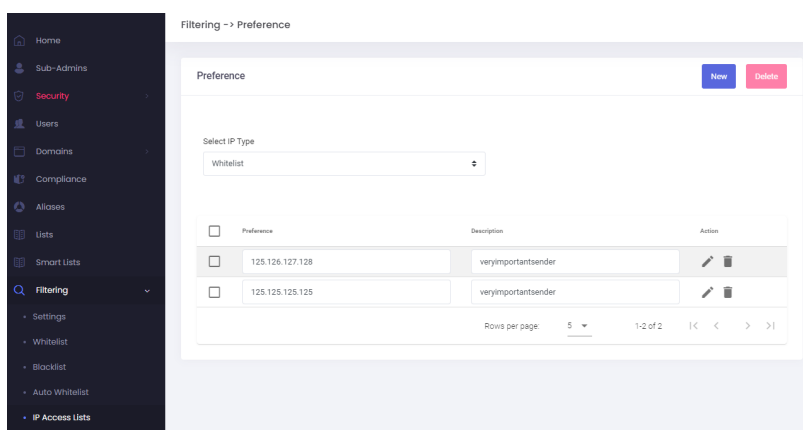 Filtering -> Preference
Home
Sub-Admins
Security
Users
Domains
Compliance
Aliases
Lists
Smart Lists
Filtering
Settings
Whitelist
Blacklist
Auto Whitelist
IP Access Lists
Preference
New
Delete
Select IP Type
Whitelist
Preference Description Action
125.126.127.128 veryimportantsender
125.125.125.125 veryimportantsender
Rows per page: 5 1-2 of 2